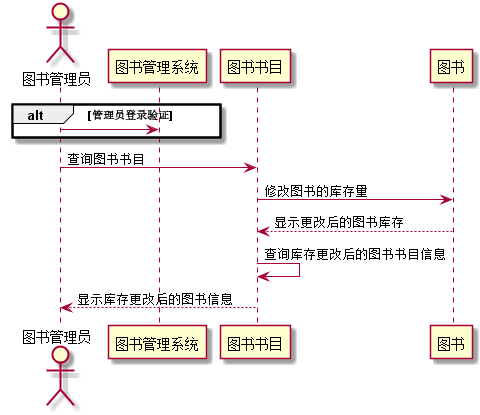 图书管理员
图书管理系统
图书书目
图书
alt
[管理员登录验证]
查询图书书目
修改图书的库存量
显示更改后的图书库存
查询库存更改后的图书书目信息
显示库存更改后的图书信息
图书管理员
图书管理系统
图书书目
图书